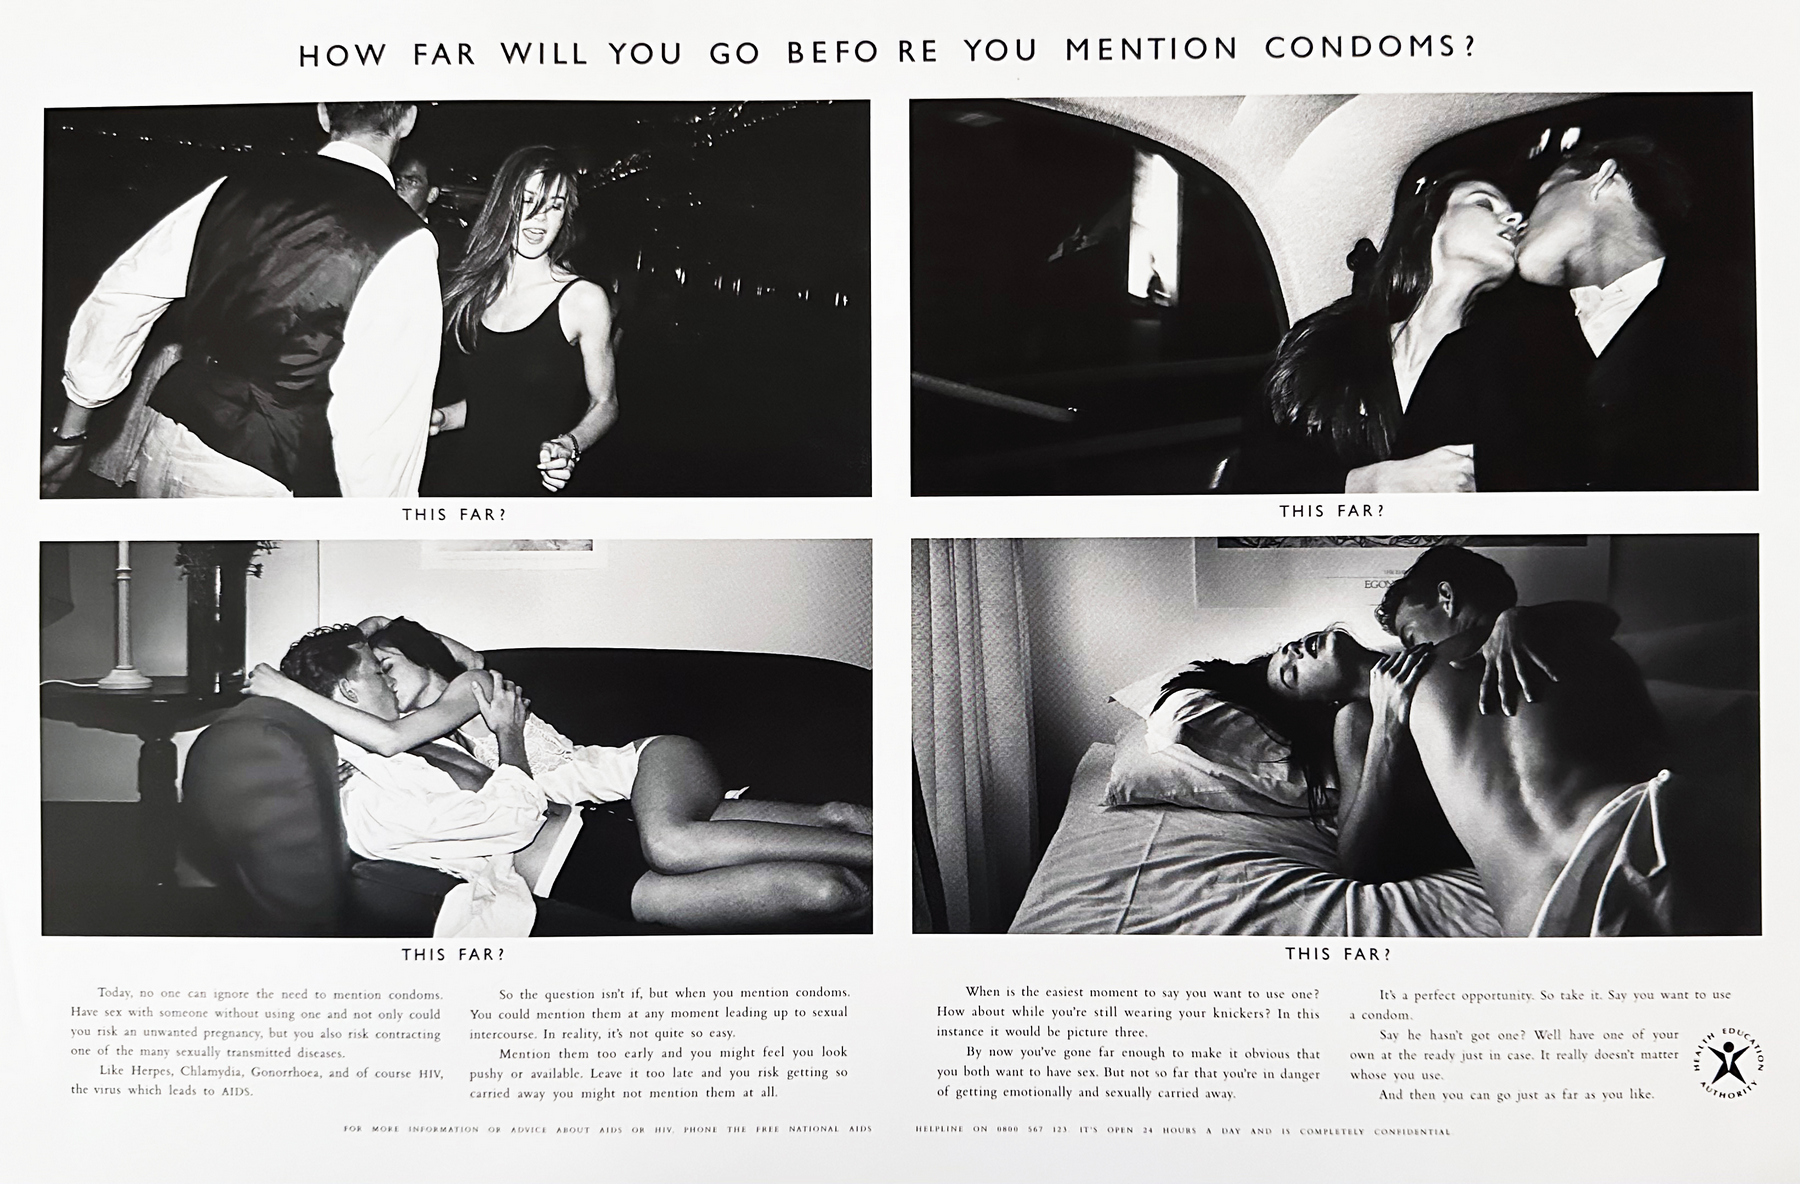 HOW FAR WILL YOU GO BEFORE YOU MENTION CONDOMS?
THIS FAR?
THIS FAR?
EGON
THIS FAR?
THIS FAR?
Today, no one can ignore the need to mention condoms.
Have sex with someone without using one and not only could
you risk an unwanted pregnancy, but you also risk contracting
one of the many sexually transmitted diseases.
Like Herpes, Chlamydia, Gonorrhoea, and of course HIV,
the virus which leads to AIDS.
So the question isn't if, but when you mention condoms.
You could mention them at any moment leading up to sexual
intercourse. In reality, it's not quite so easy.
Mention them too early and you might feel you look
pushy or available. Leave it too late and you risk getting so
carried away you might not mention them at all.
When is the easiest moment to say you want to use one?
How about while you're still wearing your knickers? In this
instance it would be picture three.
By now you've gone far enough to make it obvious that
you both want to have sex. But not so far that you're in danger
of getting emotionally and sexually carried away.
It's a perfect opportunity. So take it. Say you want to use
a condom.
Say he hasn't got one? Well have one of your
own at the ready just in case. It really doesn't matter
whose you use.
And then you can go just as far as you like.
HEALTH EDUCATION
AUTHORITY
FOR MORE INFORMATION OR ADVICE ABOUT AIDS OR HIV, PHONE THE FREE NATIONAL AIDS HELPLINE ON 0800 567 123 IT'S OPEN 24 HOURS A DAY AND IS COMPLETELY CONFIDENTIAL.